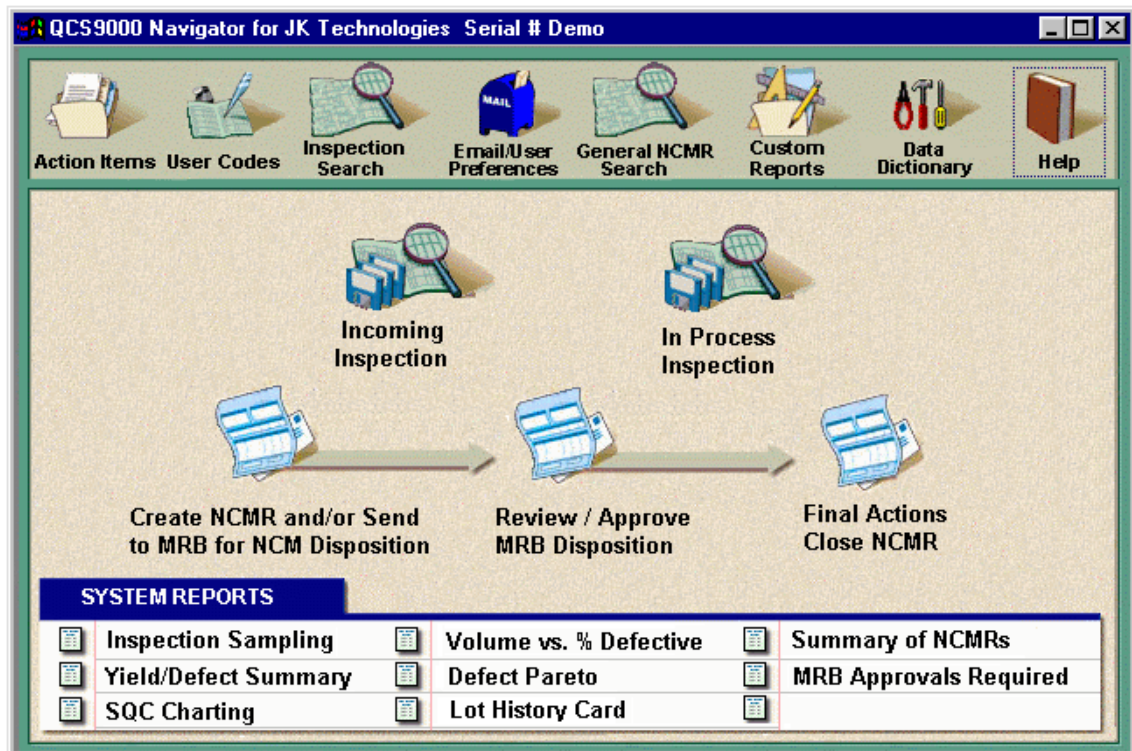 QCS9000 Navigator for JK Technologies  Serial # Demo
Action Items
User Codes
Inspection
Search
MAIL
Email/User
Preferences
General NCMR
Search
Custom
Reports
Data
Dictionary
Help
Incoming
Inspection
In Process
Inspection
Create NCMR and/or Send
to MRB for NCM Disposition
Review / Approve
MRB Disposition
Final Actions
Close NCMR
SYSTEM REPORTS
Inspection Sampling
Volume vs. % Defective
Summary of NCMRs
Yield/Defect Summary
Defect Pareto
MRB Approvals Required
SQC Charting
Lot History Card